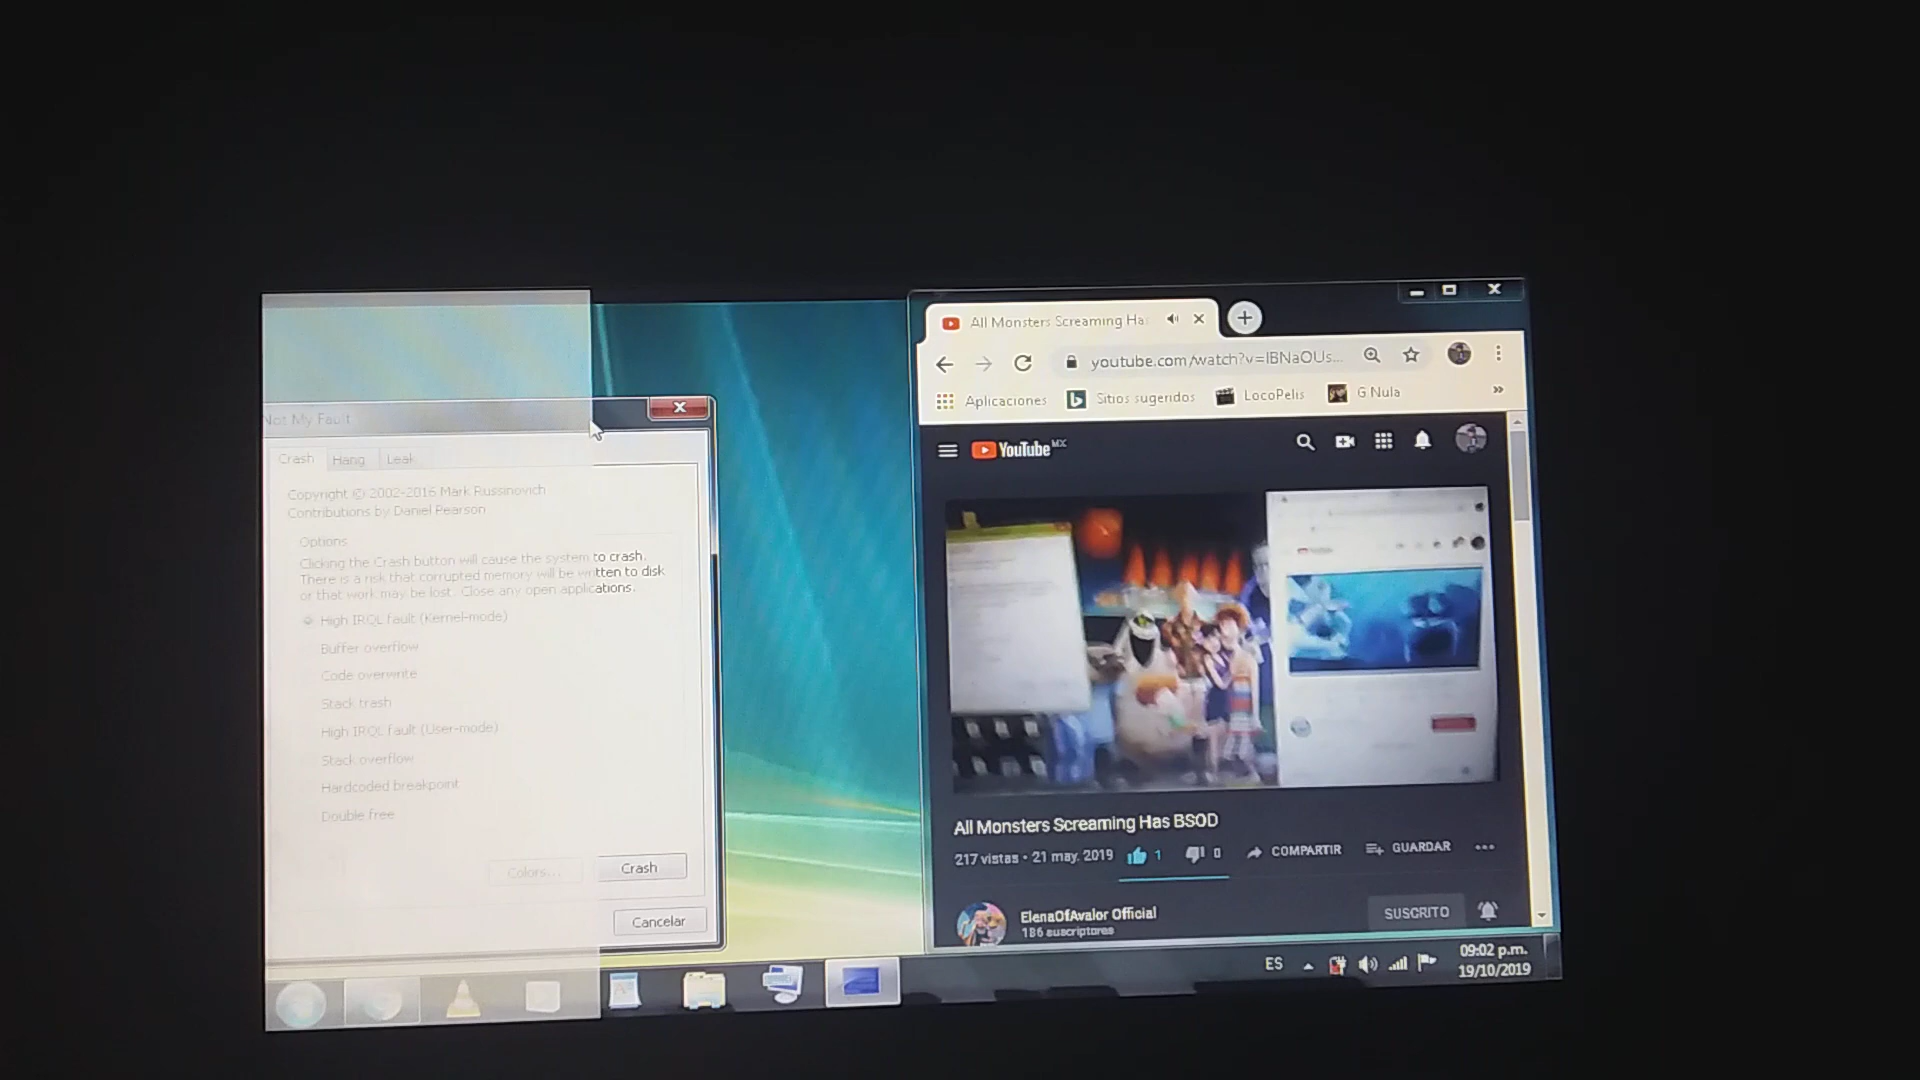 Not My Fault
Crash Hang Leak
Copyright © 2002-2016 Mark Russinovich
Contributions by Daniel Pearson
Options
Clicking the Crash button will cause the system to crash.
There is a risk that corrupted memory will be written to disk
or that work may be lost. Close any open applications.
High IRQL fault (Kernel-mode)
Buffer overflow
Code overwrite
Stack trash
High IRQL fault (User-mode)
Stack overflow
Hardcoded breakpoint
Double free
Colors...
Crash
Cancelar
All Monsters Screaming Ha
youtube.com/watch?v=IBNaOUs...
Aplicaciones Sitios sugeridos LocoPelis G Nula »
YouTube MX
All Monsters Screaming Has BSOD
217 vistas • 21 may. 2019 1 0 COMPARTIR GUARDAR
ElenaOfAvalor Official
186 suscriptores
SUSCRITO
ES
09:02 p.m.
19/10/2019